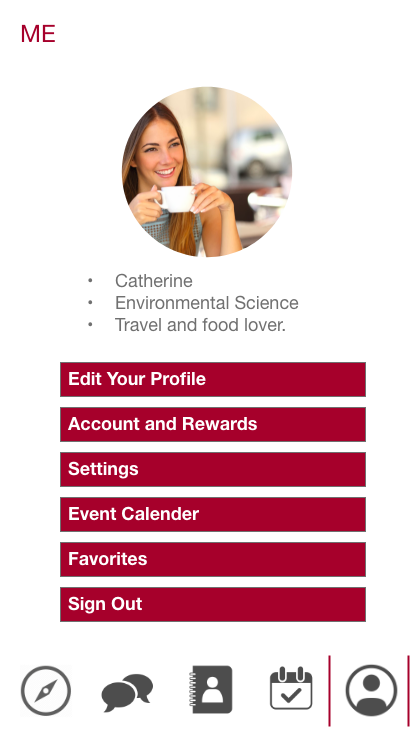 ME
• Catherine
• Environmental Science
• Travel and food lover.
Edit Your Profile
Account and Rewards
Settings
Event Calender
Favorites
Sign Out